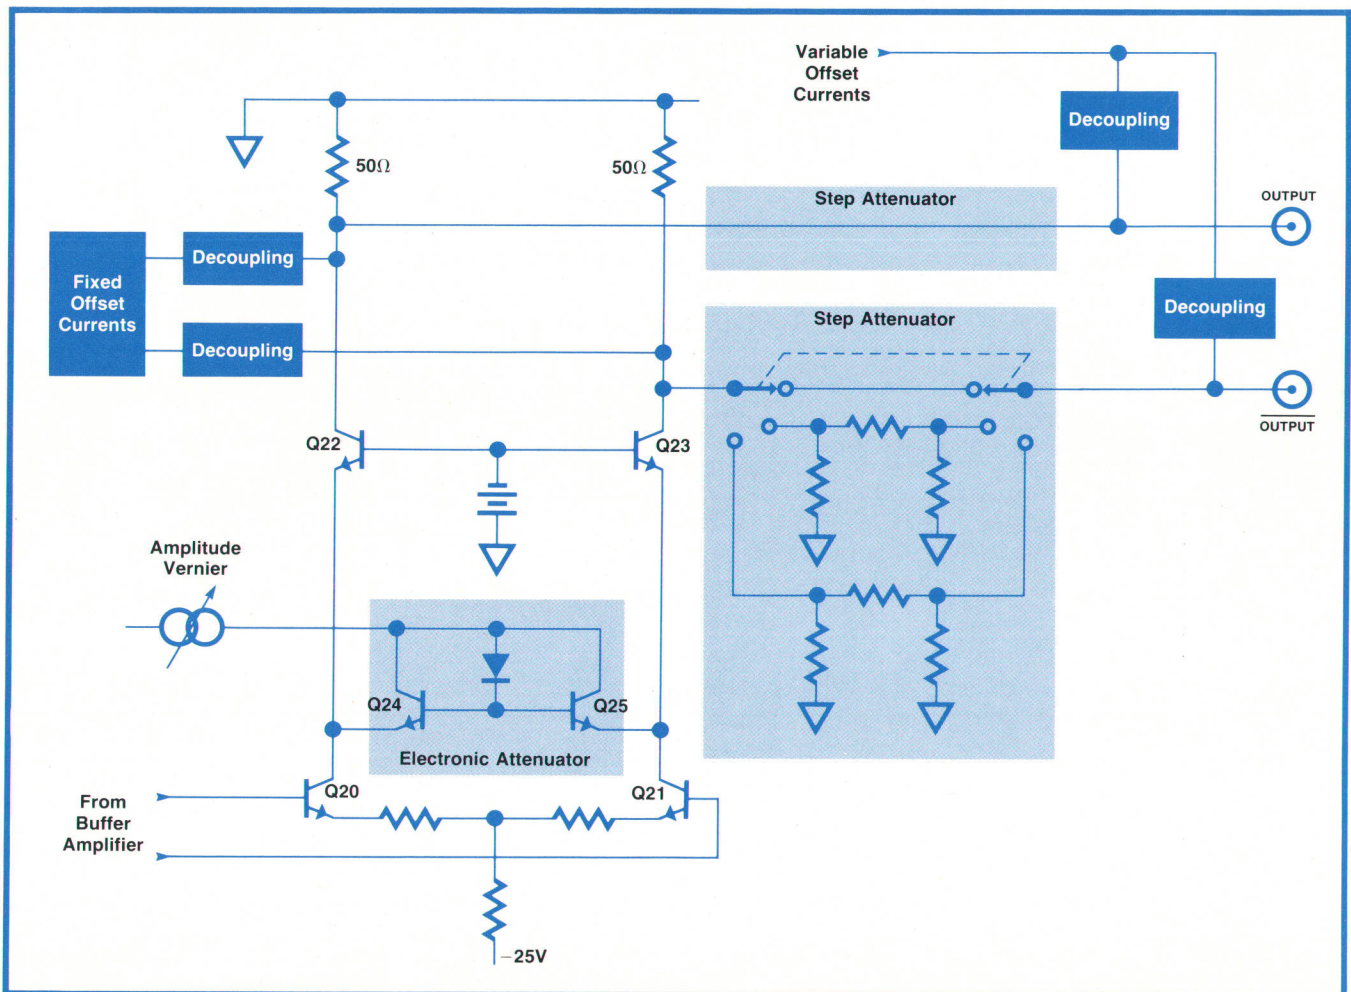 Variable
Offset
Currents
Decoupling
50Ω
50Ω
Step Attenuator
OUTPUT
Fixed
Offset
Currents
Decoupling
Decoupling
Step Attenuator
Decoupling
OUTPUT
Q22
Q23
Amplitude
Vernier
Q24
Q25
Electronic Attenuator
From
Buffer
Amplifier
Q20
Q21
−25V